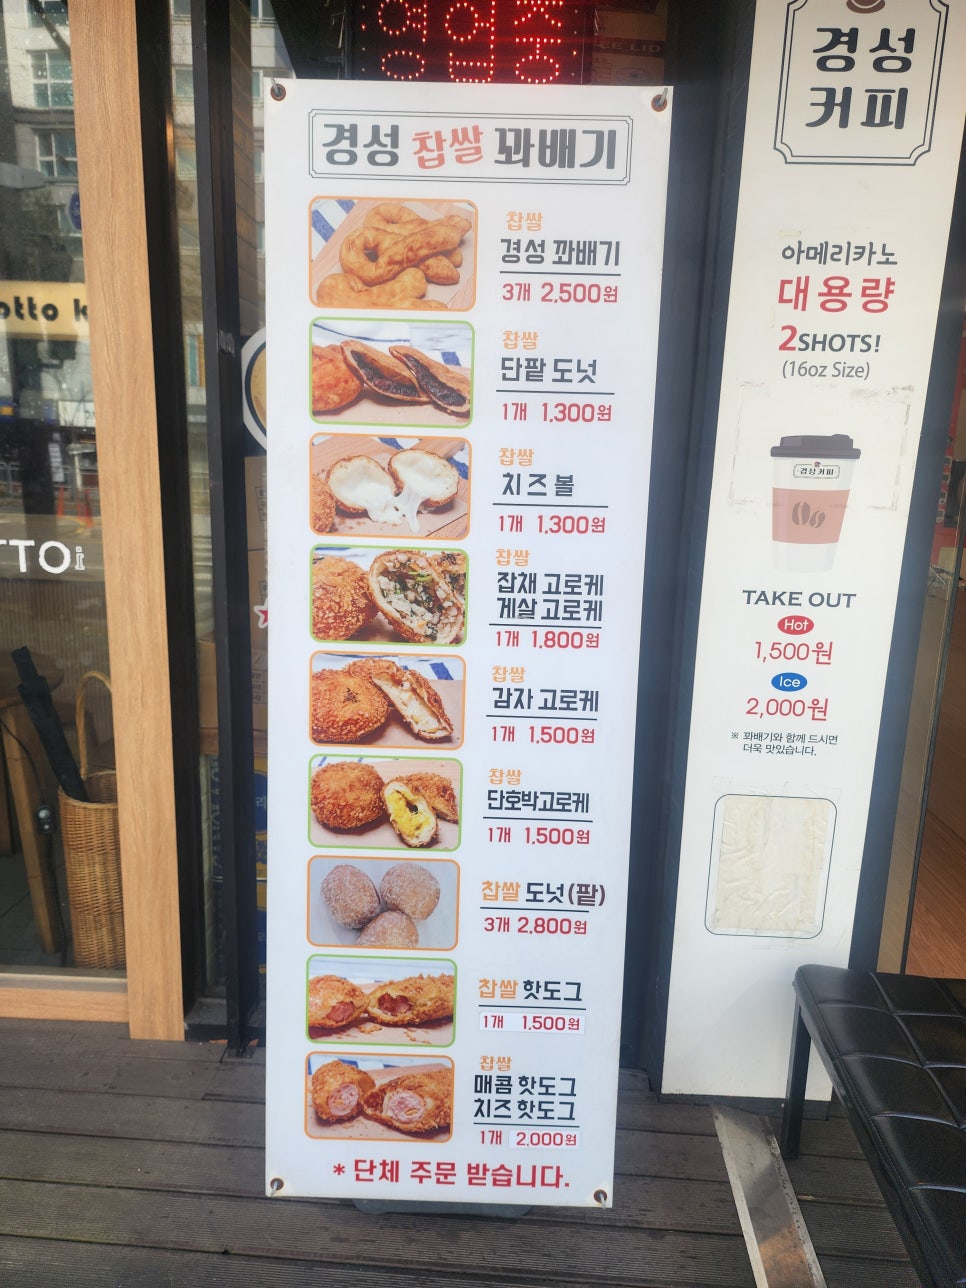 영업중
경성 찹쌀 꽈배기
찹쌀
경성 꽈배기
3개 2,500원
찹쌀
단팥 도넛
1개 1,300원
찹쌀
치즈볼
1개 1,300원
찹쌀
잡채 고로케
게살 고로케
1개 1,800원
찹쌀
감자 고로케
1개 1,500원
찹쌀
단호박고로케
1개 1,500원
찹쌀 도넛(팥)
3개 2,800원
찹쌀 핫도그
1개 1,500원
찹쌀
매콤 핫도그
치즈 핫도그
1개 2,000원
* 단체 주문 받습니다.
경성
커피
아메리카노
대용량
2SHOTS!
(16oz Size)
경성커피
TAKE OUT
Hot
1,500원
Ice
2,000원
※ 꽈배기와 함께 드시면
더욱 맛있습니다.
otto k
TTOi